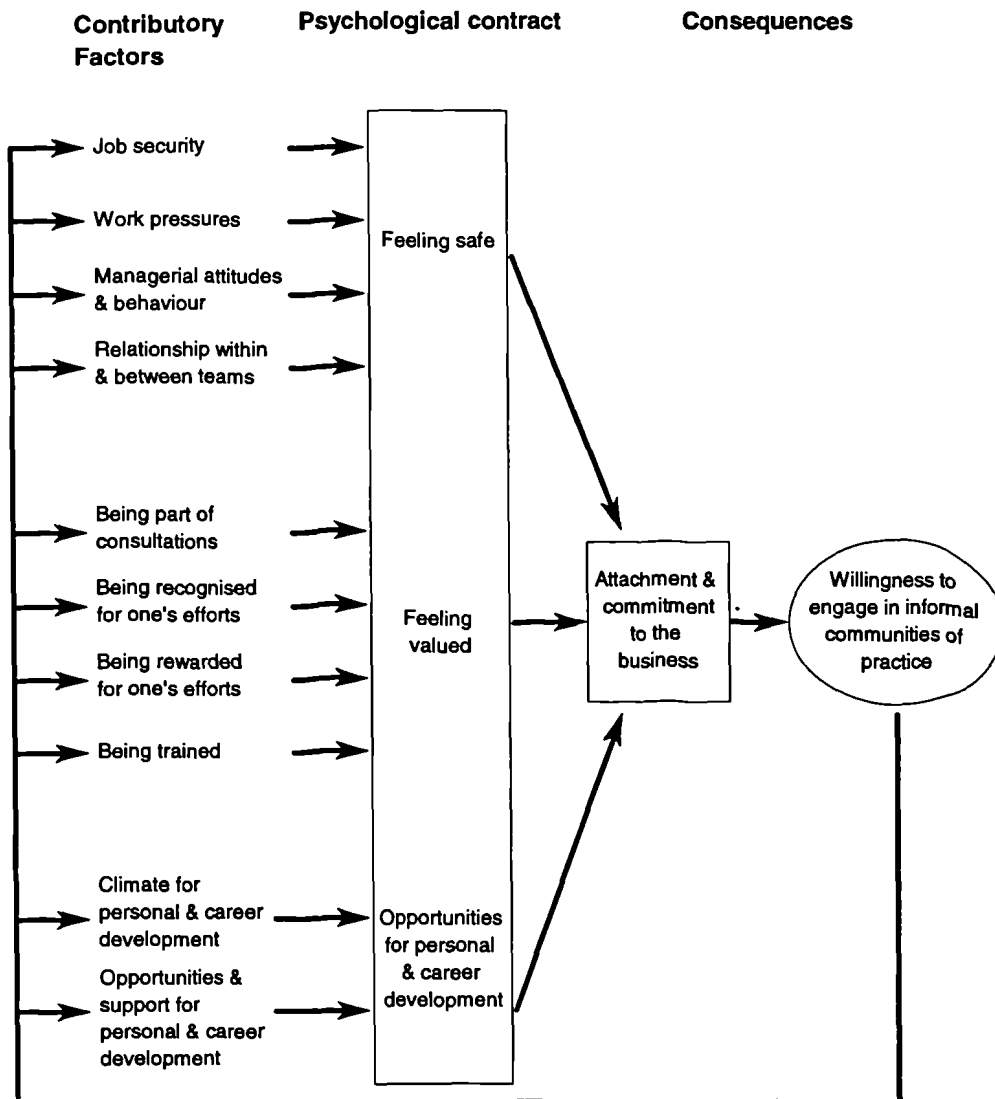 Contributory
Factors
Psychological contract
Consequences
Job security
Work pressures
Managerial attitudes
& behaviour
Relationship within
& between teams
Being part of
consultations
Being recognised
for one's efforts
Being rewarded
for one's efforts
Being trained
Climate for
personal & career
development
Opportunities &
support for
personal & career
development
Feeling safe
Feeling
valued
Opportunities
for personal
& career
development
Attachment &
commitment
to the
business
Willingness to
engage in informal
communities of
practice